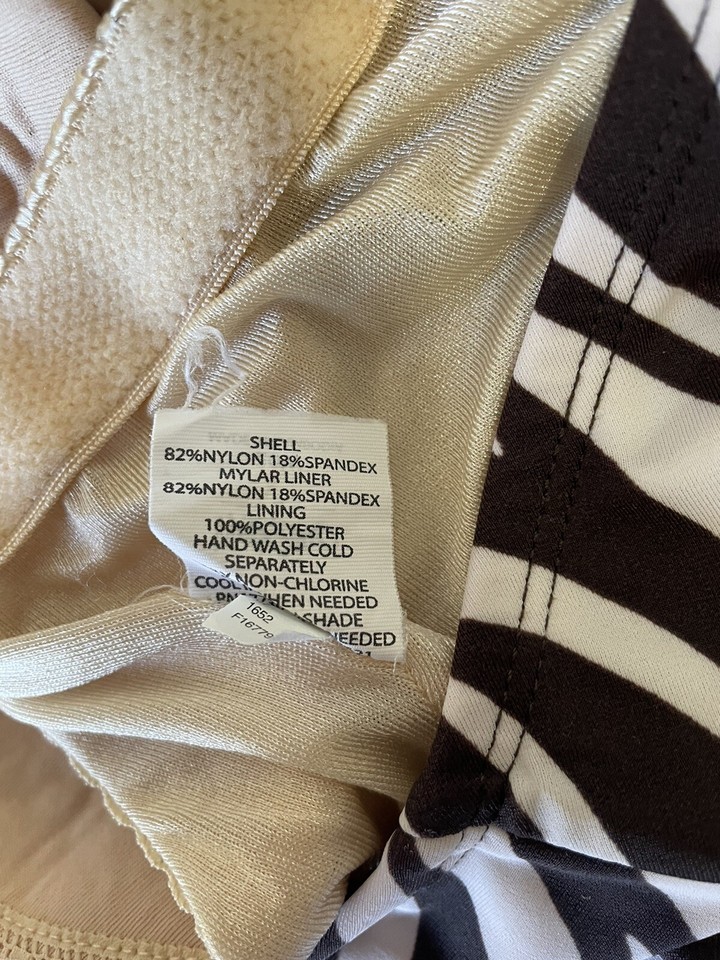 SHELL
82%NYLON 18%SPANDEX
MYLAR LINER
82%NYLON 18%SPANDEX
LINING
100%POLYESTER
HAND WASH COLD
SEPARATELY
NON-CHLORINE
WHEN NEEDED
SHADE
NEEDED
1652
F16779